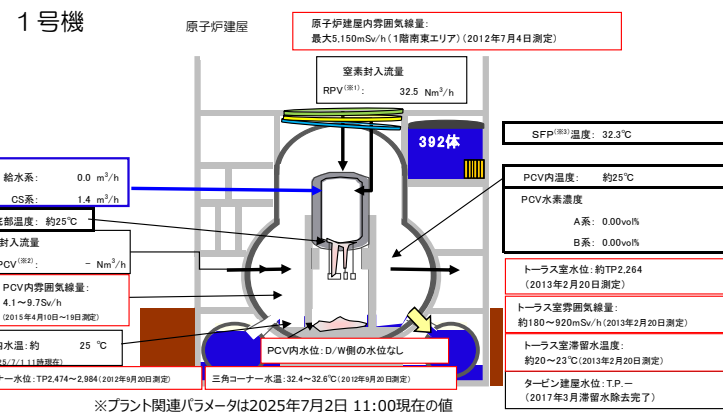 1号機
原子炉建屋
原子炉建屋内雰囲気線量:
最大5,150mSv/h(1階南東エリア)(2012年7月4日測定)
窒素封入流量
RPV(※1): 32.5 Nm³/h
392体
SFP(※3)温度: 32.3℃
給水系: 0.0 m³/h
CS系: 1.4 m³/h
PCV内温度: 約25℃
PCV水素濃度
A系: 0.00vol%
B系: 0.00vol%
底部温度: 約25℃
封入流量
PCV(※2): - Nm³/h
PCV内雰囲気線量:
4.1~9.7Sv/h
(2015年4月10日~19日測定)
トーラス室水位:約TP2,264
(2013年2月20日測定)
トーラス室雰囲気線量:
約180~920mSv/h(2013年2月20日測定)
トーラス室滞留水温度:
約20~23℃(2013年2月20日測定)
タービン建屋水位:T.P.-
(2017年3月滞留水除去完了)
内水温:約 25 ℃
25/7/1 11時現在)
PCV内水位:D/W側の水位なし
ナー水位:TP2,474~2,984(2012年9月20日測定)
三角コーナー水温:32.4~32.6℃(2012年9月20日測定)
※プラント関連パラメータは2025年7月2日 11:00現在の値